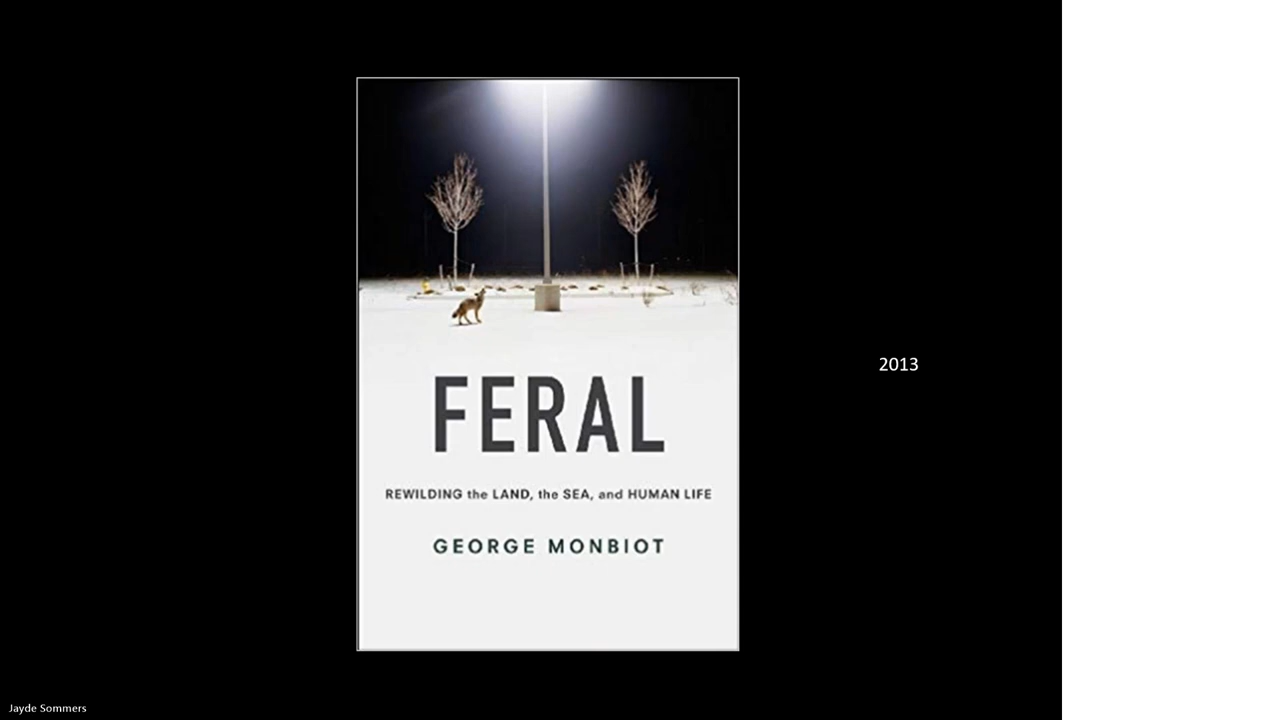 FERAL
REWILDING the LAND, the SEA, and HUMAN LIFE
GEORGE MONBIOT
2013
Jayde Sommers